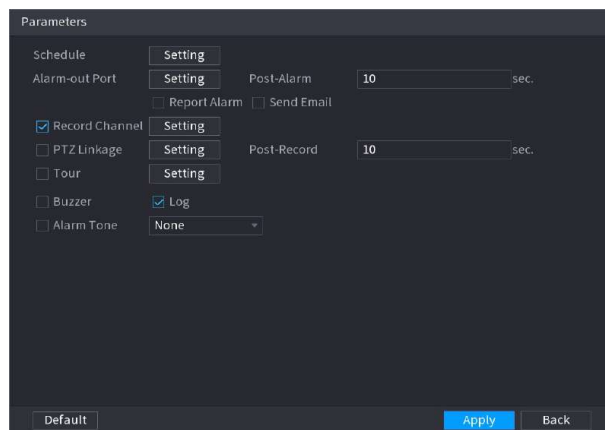 Parameters
Schedule Setting
Alarm-out Port Setting Post-Alarm 10 sec.
Report Alarm Send Email
Record Channel Setting
PTZ Linkage Setting Post-Record 10 sec.
Tour Setting
Buzzer Log
Alarm Tone None
Default Apply Back